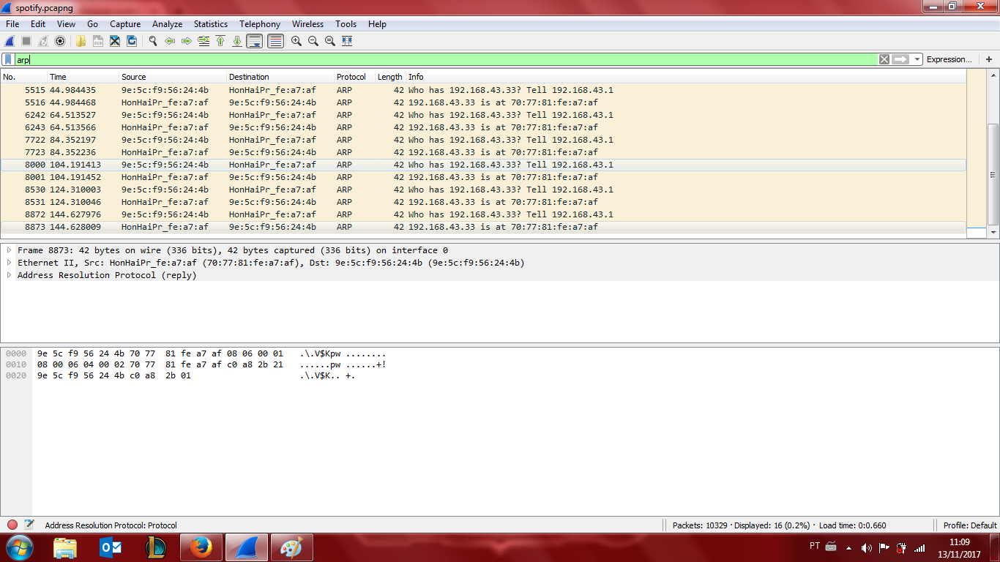 spotify.pcapng
File Edit View Go Capture Analyze Statistics Telephony Wireless Tools Help
arp Expression... +
No. Time Source Destination Protocol Length Info
5515 44.984435 9e:5c:f9:56:24:4b HonHaiPr_fe:a7:af ARP 42 Who has 192.168.43.33? Tell 192.168.43.1
5516 44.984468 HonHaiPr_fe:a7:af 9e:5c:f9:56:24:4b ARP 42 192.168.43.33 is at 70:77:81:fe:a7:af
6242 64.513527 9e:5c:f9:56:24:4b HonHaiPr_fe:a7:af ARP 42 Who has 192.168.43.33? Tell 192.168.43.1
6243 64.513566 HonHaiPr_fe:a7:af 9e:5c:f9:56:24:4b ARP 42 192.168.43.33 is at 70:77:81:fe:a7:af
7722 84.352197 9e:5c:f9:56:24:4b HonHaiPr_fe:a7:af ARP 42 Who has 192.168.43.33? Tell 192.168.43.1
7723 84.352236 HonHaiPr_fe:a7:af 9e:5c:f9:56:24:4b ARP 42 192.168.43.33 is at 70:77:81:fe:a7:af
8000 104.191413 9e:5c:f9:56:24:4b HonHaiPr_fe:a7:af ARP 42 Who has 192.168.43.33? Tell 192.168.43.1
8001 104.191452 HonHaiPr_fe:a7:af 9e:5c:f9:56:24:4b ARP 42 192.168.43.33 is at 70:77:81:fe:a7:af
8530 124.310003 9e:5c:f9:56:24:4b HonHaiPr_fe:a7:af ARP 42 Who has 192.168.43.33? Tell 192.168.43.1
8531 124.310046 HonHaiPr_fe:a7:af 9e:5c:f9:56:24:4b ARP 42 192.168.43.33 is at 70:77:81:fe:a7:af
8872 144.627976 9e:5c:f9:56:24:4b HonHaiPr_fe:a7:af ARP 42 Who has 192.168.43.33? Tell 192.168.43.1
8873 144.628009 HonHaiPr_fe:a7:af 9e:5c:f9:56:24:4b ARP 42 192.168.43.33 is at 70:77:81:fe:a7:af
Frame 8873: 42 bytes on wire (336 bits), 42 bytes captured (336 bits) on interface 0
Ethernet II, Src: HonHaiPr_fe:a7:af (70:77:81:fe:a7:af), Dst: 9e:5c:f9:56:24:4b (9e:5c:f9:56:24:4b)
Address Resolution Protocol (reply)
0000 9e 5c f9 56 24 4b 70 77 81 fe a7 af 08 06 00 01 .\.V$Kpw ........
0010 08 00 06 04 00 02 70 77 81 fe a7 af c0 a8 2b 21 ......pw ......+!
0020 9e 5c f9 56 24 4b c0 a8 2b 01 .\.V$K.. +.
Address Resolution Protocol: Protocol Packets: 10329 · Displayed: 16 (0.2%) · Load time: 0:0.660 Profile: Default
PT 11:09
13/11/2017